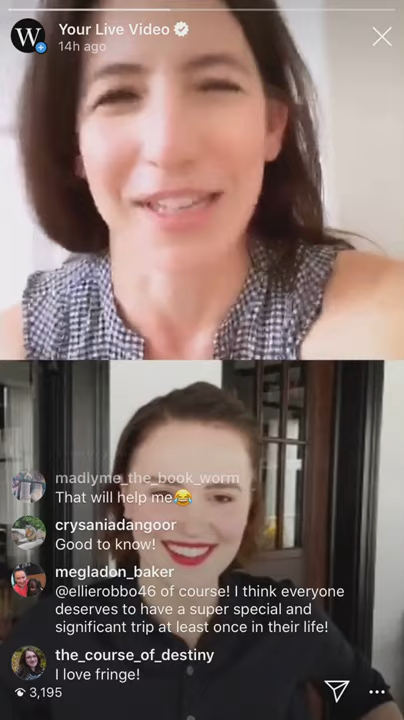 W
Your Live Video
14h ago
madlyme_the_book_worm
That will help me😂
crysaniadangoor
Good to know!
megladon_baker
@ellierobbo46 of course! I think everyone
deserves to have a super special and
significant trip at least once in their life!
the_course_of_destiny
I love fringe!
3,195